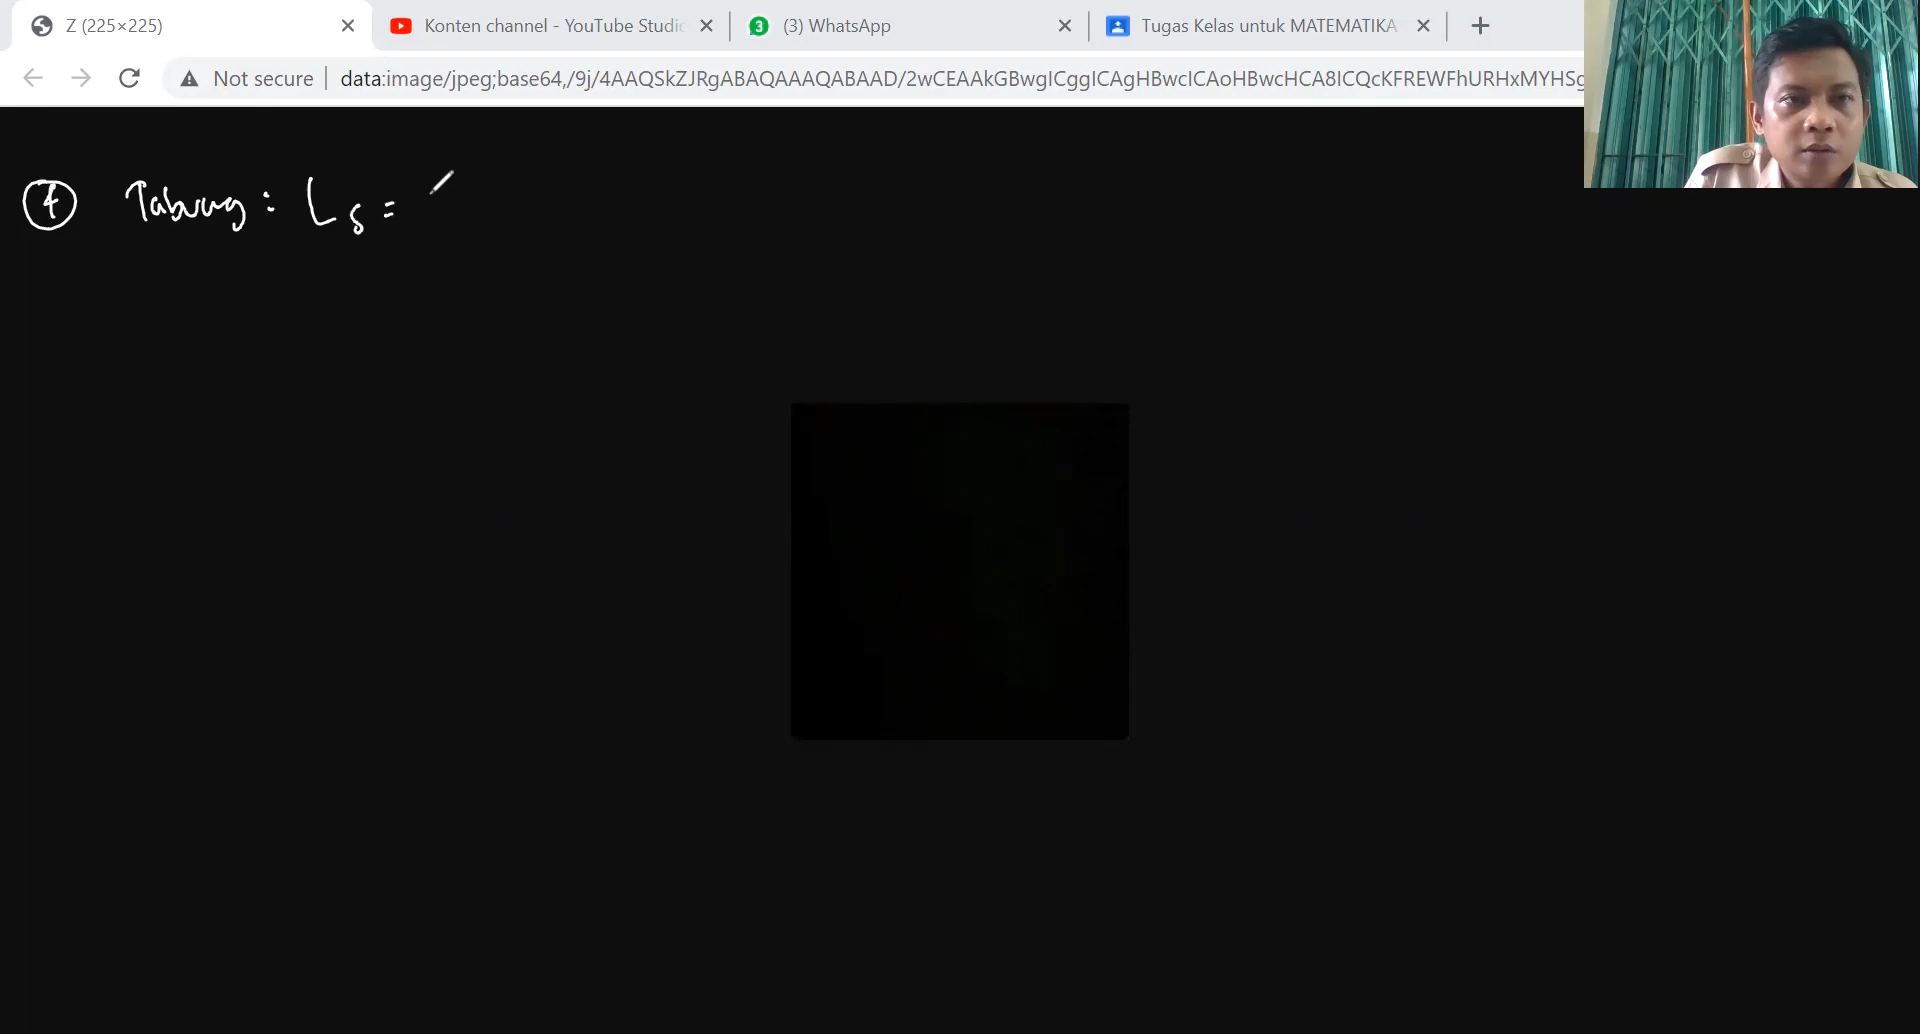 Z (225×225)
Konten channel - YouTube Studio
3 (3) WhatsApp
Tugas Kelas untuk MATEMATIKA
Not secure | data:image/jpeg;base64,/9j/4AAQSkZJRgABAQAAAQABAAD/2wCEAAkGBwgICggICAgHBwcICAoHBwcHCA8ICQcKFREWFhURHxMYHSg
4 Tabung : Ls =